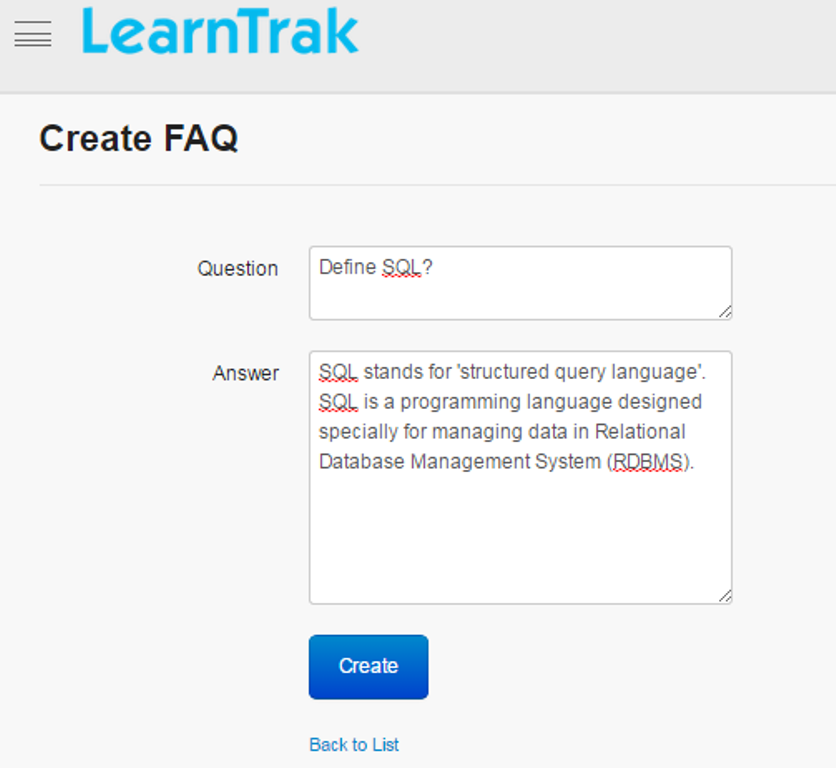 LearnTrak
Create FAQ
Question
Define SQL?
Answer
SQL stands for 'structured query language'.
SQL is a programming language designed
specially for managing data in Relational
Database Management System (RDBMS).
Create
Back to List